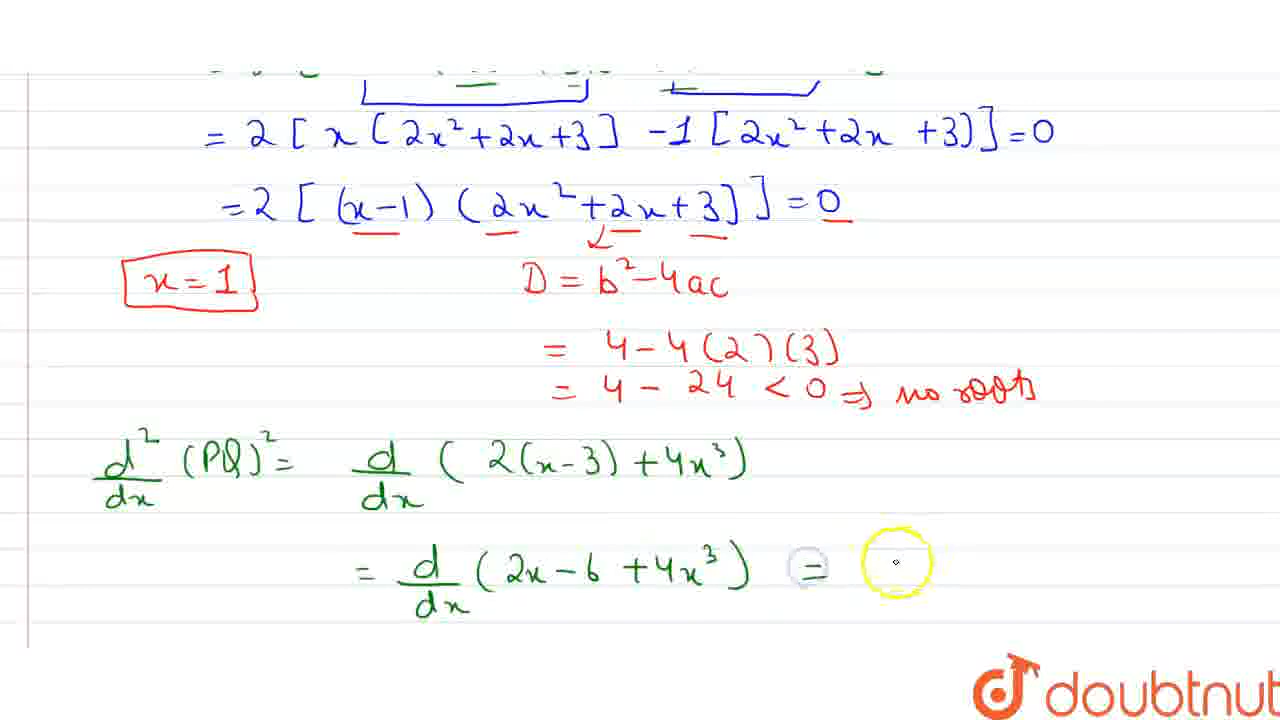 = 2 [ x ( 2x² + 2x + 3 ] - 1 [ 2x² + 2x + 3 ) ] = 0
= 2 [ (x - 1) ( 2x² + 2x + 3 ] ] = 0
x = 1
D = b² - 4ac
= 4 - 4 (2) (3)
= 4 - 24 < 0 ⇒ no roots
d²/dx (PQ)² = d/dx ( 2(x - 3) + 4x³ )
= d/dx ( 2x - 6 + 4x³ ) =
doubtnut